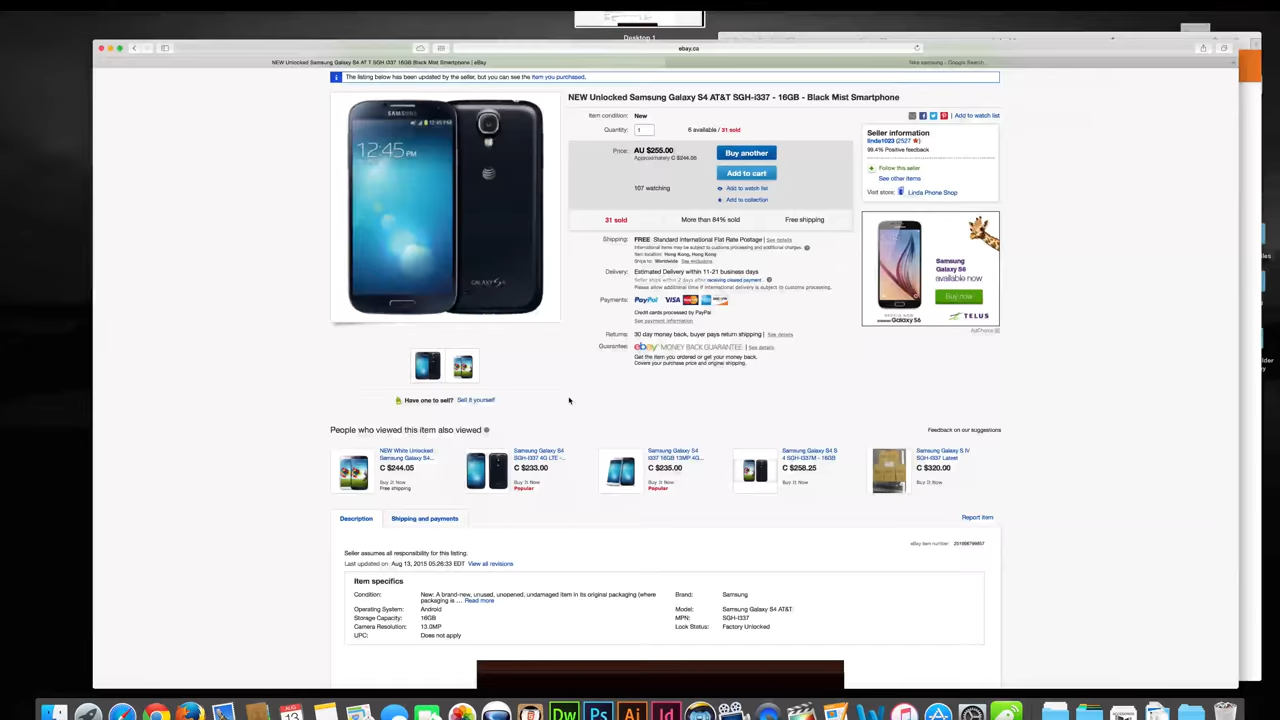 Desktop 1
ebay.ca
NEW Unlocked Samsung Galaxy S4 AT T SGH I337 16GB Black Mist Smartphone | eBay
fake samsung - Google Search
The listing below has been updated by the seller, but you can see the item you purchased.
NEW Unlocked Samsung Galaxy S4 AT&T SGH-i337 - 16GB - Black Mist Smartphone
Item condition: New
Quantity: 1 6 available / 31 sold
Price: AU $255.00
Approximately C $244.05
Buy another
Add to cart
107 watching
Add to watch list
Add to collection
31 sold More than 84% sold Free shipping
Shipping: FREE Standard International Flat Rate Postage | See details
International items may be subject to customs processing and additional charges.
Item location: Hong Kong, Hong Kong
Ships to: Worldwide See exclusions
Delivery: Estimated Delivery within 11-21 business days
Seller ships within 2 days after receiving cleared payment
Please allow additional time if international delivery is subject to customs processing.
Payments: PayPal VISA
Credit cards processed by PayPal
See payment information
Returns: 30 day money back, buyer pays return shipping | See details
Guarantee: ebay MONEY BACK GUARANTEE | See details
Get the item you ordered or get your money back.
Covers your purchase price and original shipping.
Add to watch list
Seller information
linda1023 (2527)
99.4% Positive feedback
Follow this seller
See other items
Visit store: Linda Phone Shop
Samsung
Galaxy S6
available now
Buy now
SAMSUNG
GalaxyS6
TELUS
AdChoice
SAMSUNG
12:45PM
AT&T
GALAXY S4
Have one to sell? Sell it yourself
People who viewed this item also viewed
Feedback on our suggestions
NEW White Unlocked
Samsung Galaxy S4...
C $244.05
Buy It Now
Free shipping
Samsung Galaxy S4
SGH-I337 4G LTE -...
C $233.00
Buy It Now
Popular
Samsung Galaxy S4
I337 16GB 13MP 4G...
C $235.00
Buy It Now
Popular
Samsung Galaxy S4 S
4 SGH-I337M - 16GB
C $258.25
Buy It Now
Samsung Galaxy S IV
SGH-I337 Latest
C $320.00
Buy It Now
Description
Shipping and payments
Report item
eBay item number:
Seller assumes all responsibility for this listing.
Last updated on: Aug 13, 2015 05:26:33 EDT View all revisions
Item specifics
Condition: New: A brand-new, unused, unopened, undamaged item in its original packaging (where
packaging is ... Read more
Operating System: Android
Storage Capacity: 16GB
Camera Resolution: 13.0MP
UPC: Does not apply
Brand: Samsung
Model: Samsung Galaxy S4 AT&T
MPN: SGH-I337
Lock Status: Factory Unlocked
AUG
13
Dw
Ps
Ai
Id